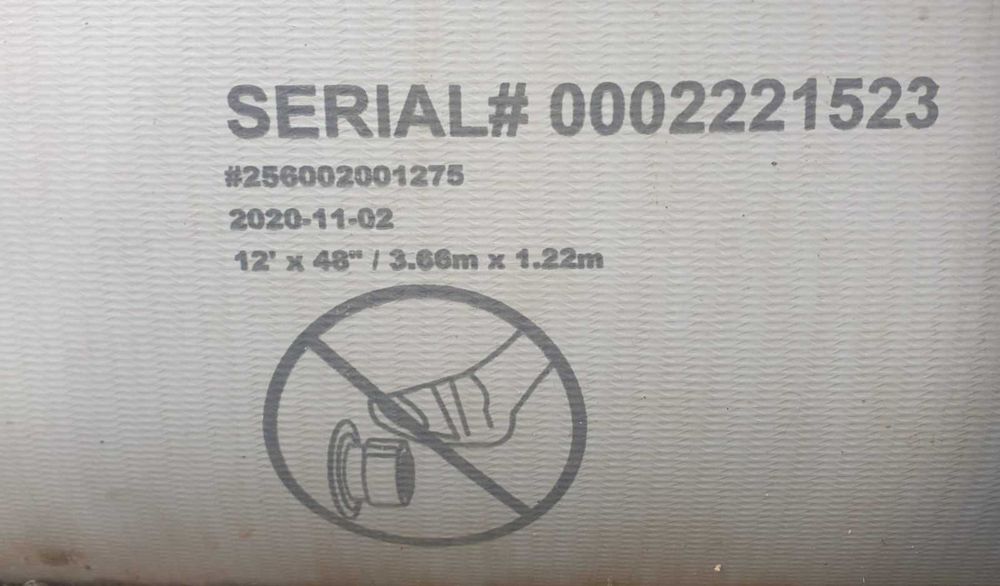 SERIAL# 0002221523
#256002001275
2020-11-02
12' x 48" / 3.66m x 1.22m